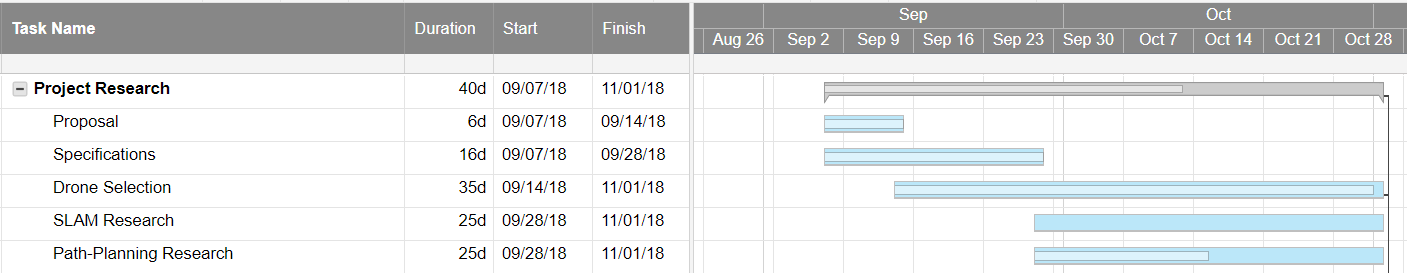 Sep Oct
Task Name Duration Start Finish
Aug 26 Sep 2 Sep 9 Sep 16 Sep 23 Sep 30 Oct 7 Oct 14 Oct 21 Oct 28
Project Research 40d 09/07/18 11/01/18
Proposal 6d 09/07/18 09/14/18
Specifications 16d 09/07/18 09/28/18
Drone Selection 35d 09/14/18 11/01/18
SLAM Research 25d 09/28/18 11/01/18
Path-Planning Research 25d 09/28/18 11/01/18